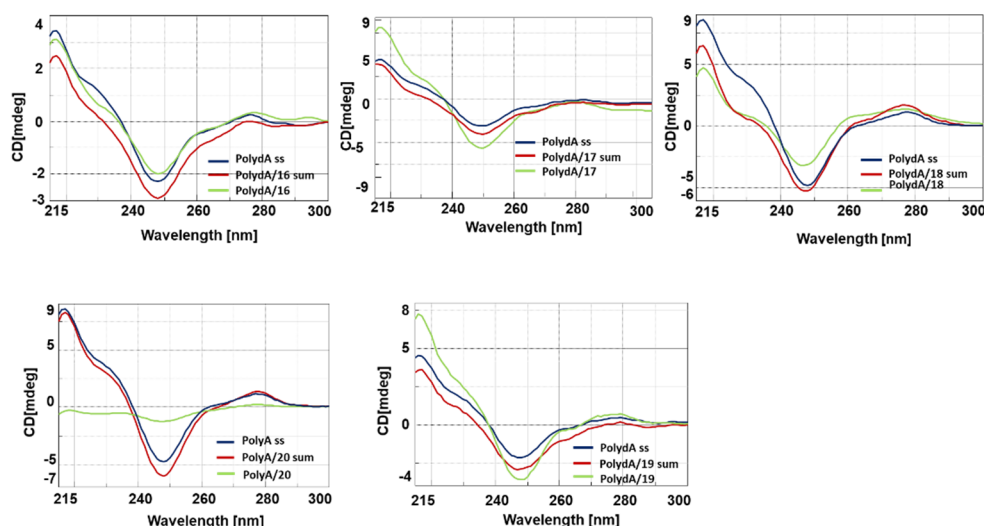 4
2
0
-2
-3
CD[mdeg]
PolydA ss
PolydA/16 sum
PolydA/16
215 240 260 280 300
Wavelength [nm]
9
5
0
-5
-9
CD[mdeg]
PolydA ss
PolydA/17 sum
PolydA/17
215 240 260 280 300
Wavelength [nm]
9
5
0
-5
-6
CD[mdeg]
PolydA ss
PolydA/18 sum
PolydA/18
215 240 260 280 300
Wavelength [nm]
9
5
0
-5
-7
CD[mdeg]
PolyA ss
PolyA/20 sum
PolyA/20
215 240 260 280 300
Wavelength [nm]
8
5
0
-4
CD[mdeg]
PolydA ss
PolydA/19 sum
PolydA/19
215 240 260 280 300
Wavelength [nm]